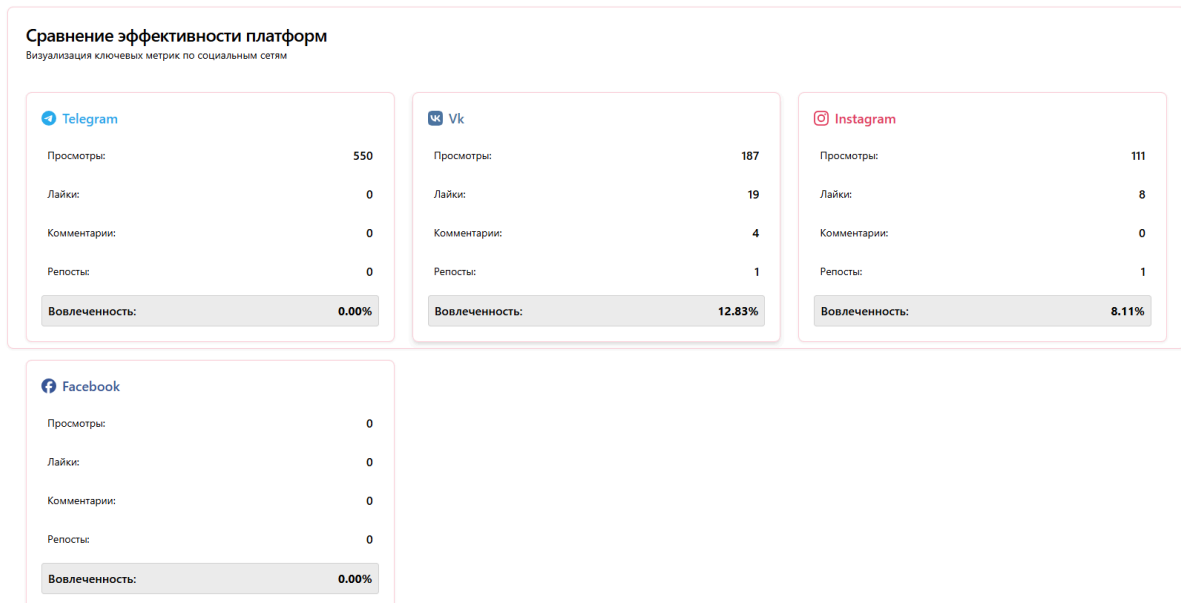 Сравнение эффективности платформ
Визуализация ключевых метрик по социальным сетям
Telegram
Просмотры: 550
Лайки: 0
Комментарии: 0
Репосты: 0
Вовлеченность: 0.00%
Vk
Просмотры: 187
Лайки: 19
Комментарии: 4
Репосты: 1
Вовлеченность: 12.83%
Instagram
Просмотры: 111
Лайки: 8
Комментарии: 0
Репосты: 1
Вовлеченность: 8.11%
Facebook
Просмотры: 0
Лайки: 0
Комментарии: 0
Репосты: 0
Вовлеченность: 0.00%